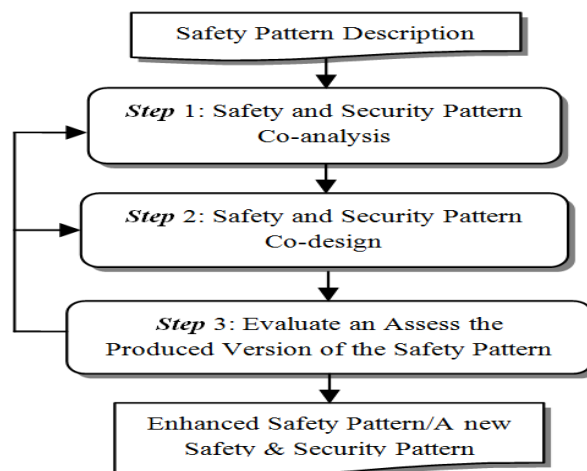 Safety Pattern Description
Step 1: Safety and Security Pattern
Co-analysis
Step 2: Safety and Security Pattern
Co-design
Step 3: Evaluate an Assess the
Produced Version of the Safety Pattern
Enhanced Safety Pattern/A new
Safety & Security Pattern